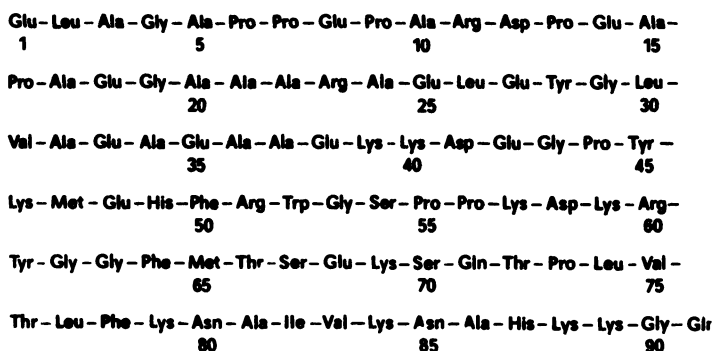 Glu–Leu–Ala–Gly–Ala–Pro–Pro–Glu–Pro–Ala–Arg–Asp–Pro–Glu–Ala–
1 5 10 15
Pro–Ala–Glu–Gly–Ala–Ala–Ala–Arg–Ala–Glu–Leu–Glu–Tyr–Gly–Leu–
20 25 30
Val–Ala–Glu–Ala–Glu–Ala–Ala–Glu–Lys–Lys–Asp–Glu–Gly–Pro–Tyr–
35 40 45
Lys–Met–Glu–His–Phe–Arg–Trp–Gly–Ser–Pro–Pro–Lys–Asp–Lys–Arg–
50 55 60
Tyr–Gly–Gly–Phe–Met–Thr–Ser–Glu–Lys–Ser–Gln–Thr–Pro–Leu–Val–
65 70 75
Thr–Leu–Phe–Lys–Asn–Ala–Ile–Val–Lys–Asn–Ala–His–Lys–Lys–Gly–Gln
80 85 90